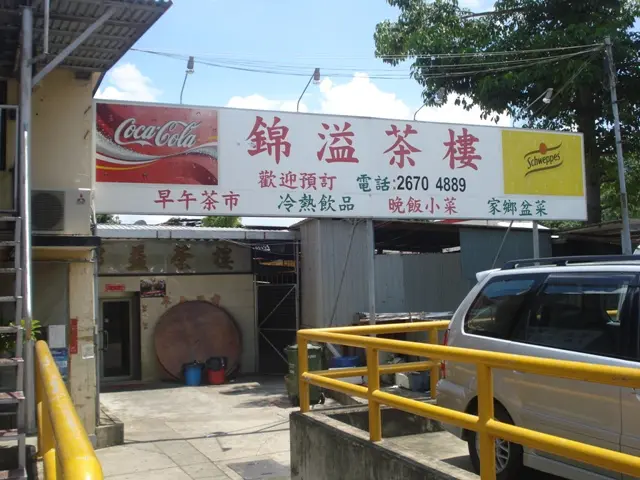 Coca-Cola
錦溢茶樓
歡迎預訂 電話:2670 4889
Schweppes
早午茶市 冷熱飲品 晚飯小菜 家鄉盆菜